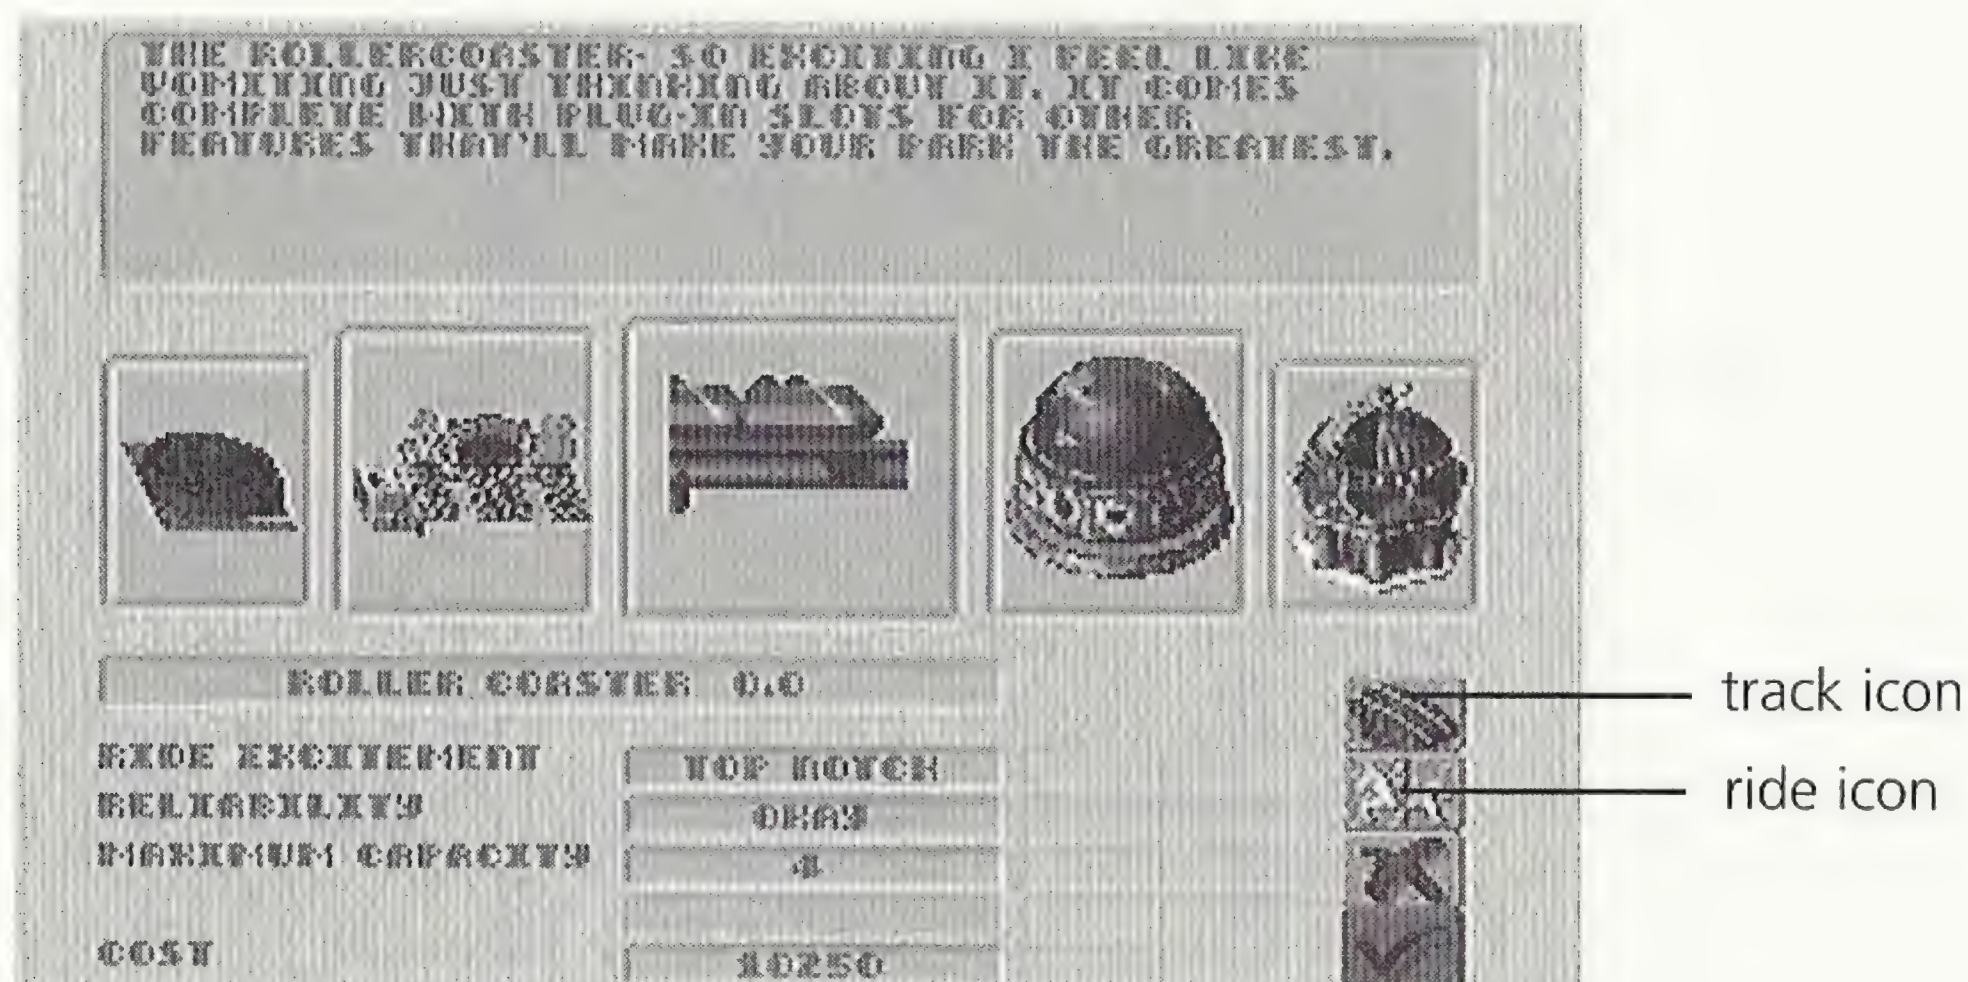 THE ROLLERCOASTER- SO EXCITING I FEEL LIKE
VOMITING JUST THINKING ABOUT IT. IT COMES
COMPLETE WITH PLUG-IN SLOTS FOR OTHER
FEATURES THAT'LL MAKE YOUR PARK THE GREATEST.
ROLLER COASTER 0.0
track icon
RIDE EXCITEMENT TOP NOTCH
ride icon
RELIABILITY OKAY
MAXIMUM CAPACITY 4
COST 10250